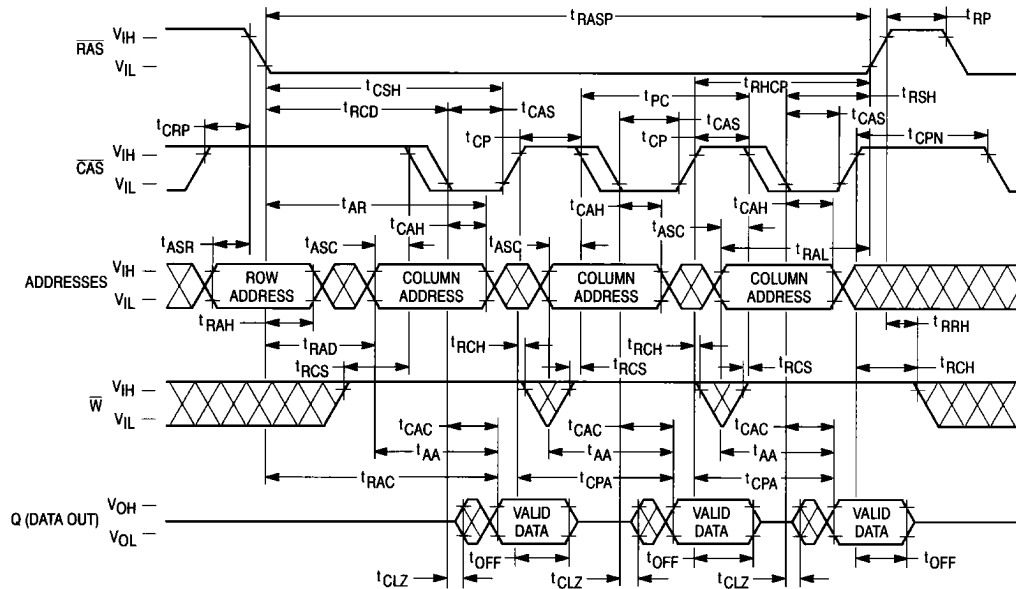 tRASP
tRP
RAS
VIH
VIL
tCSH
tRHCP
tRCD
tCAS
tPC
tRSH
tCRP
tCP
tCAS
tCP
tCAS
tCPN
CAS
VIH
VIL
tAR
tCAH
tCAH
tCAH
tASR
tASC
tASC
tASC
tRAL
ADDRESSES
VIH
VIL
ROW ADDRESS
COLUMN ADDRESS
COLUMN ADDRESS
COLUMN ADDRESS
tRAH
tRRH
tRAD
tRCH
tRCH
tRCS
tRCS
tRCS
tRCH
W
VIH
VIL
tCAC
tCAC
tCAC
tAA
tAA
tAA
tRAC
tCPA
tCPA
Q (DATA OUT)
VOH
VOL
VALID DATA
VALID DATA
VALID DATA
tOFF
tOFF
tOFF
tCLZ
tCLZ
tCLZ